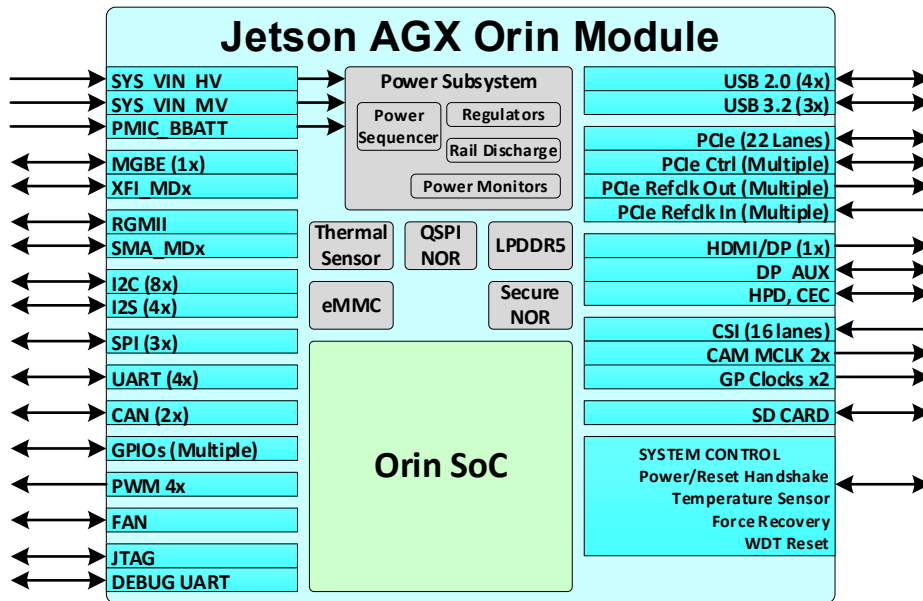 Jetson AGX Orin Module
SYS_VIN_HV
SYS_VIN_MV
PMIC_BBATT
MGBE (1x)
XFI_MDx
RGMII
SMA_MDx
I2C (8x)
I2S (4x)
SPI (3x)
UART (4x)
CAN (2x)
GPIOs (Multiple)
PWM 4x
FAN
JTAG
DEBUG UART
Power Subsystem
Power
Sequencer
Regulators
Rail Discharge
Power Monitors
Thermal
Sensor
QSPI
NOR
LPDDR5
eMMC
Secure
NOR
Orin SoC
USB 2.0 (4x)
USB 3.2 (3x)
PCIe (22 Lanes)
PCIe Ctrl (Multiple)
PCIe Refclk Out (Multiple)
PCIe Refclk In (Multiple)
HDMI/DP (1x)
DP_AUX
HPD, CEC
CSI (16 lanes)
CAM MCLK 2x
GP Clocks x2
SD CARD
SYSTEM CONTROL
Power/Reset Handshake
Temperature Sensor
Force Recovery
WDT Reset